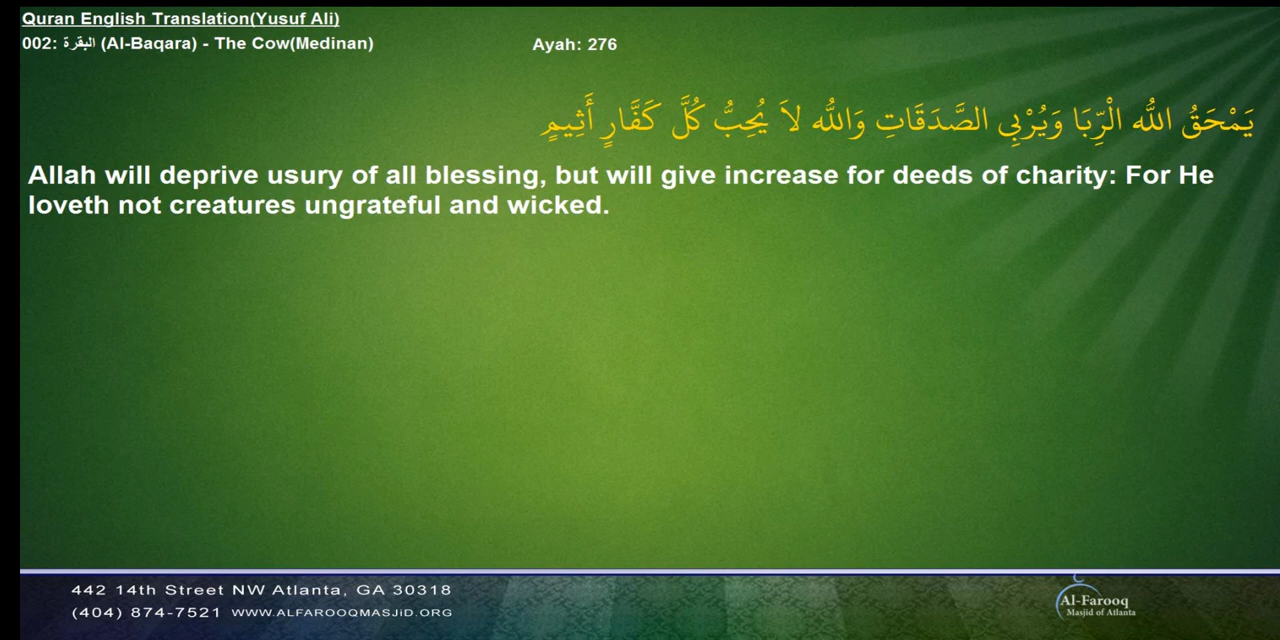 Quran English Translation(Yusuf Ali)
002: البقرة (Al-Baqara) - The Cow(Medinan) Ayah: 276
يَمْحَقُ اللّٰه الْرِّبَا وَيُرْبِي الصَّدَقَاتِ وَاللّٰه لاَ يُحِبُّ كُلَّ كَفَّارٍ أَثِيمٍ
Allah will deprive usury of all blessing, but will give increase for deeds of charity: For He
loveth not creatures ungrateful and wicked.
442 14th Street NW Atlanta, GA 30318
(404) 874-7521 WWW.ALFAROOQMASJiD.ORG
Al-Farooq
Masjid of Atlanta